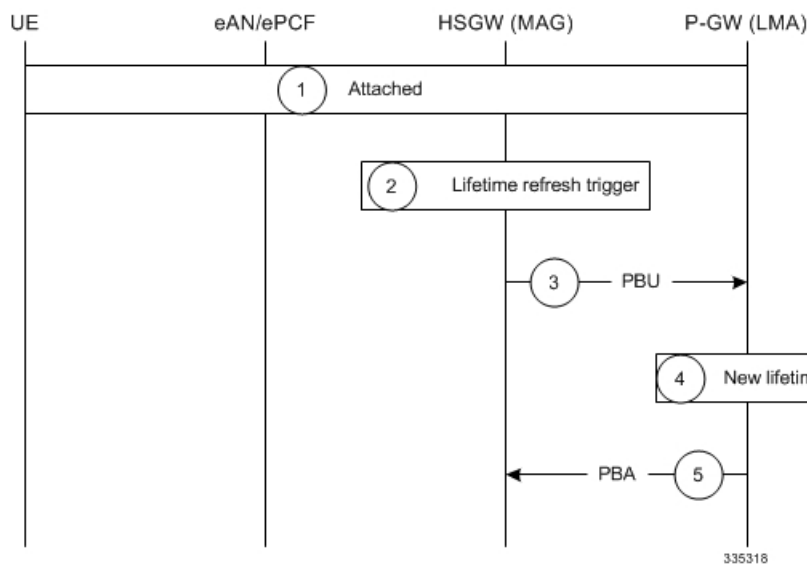 UE
eAN/ePCF
HSGW (MAG)
P-GW (LMA)
1 Attached
2 Lifetime refresh trigger
3 PBU
4 New
PBA 5
335318